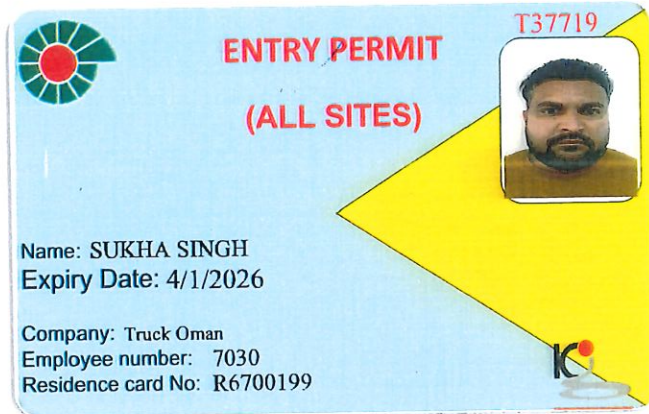 T37719
ENTRY PERMIT
(ALL SITES)
Name: SUKHA SINGH
Expiry Date: 4/1/2026
Company: Truck Oman
Employee number: 7030
Residence card No: R6700199